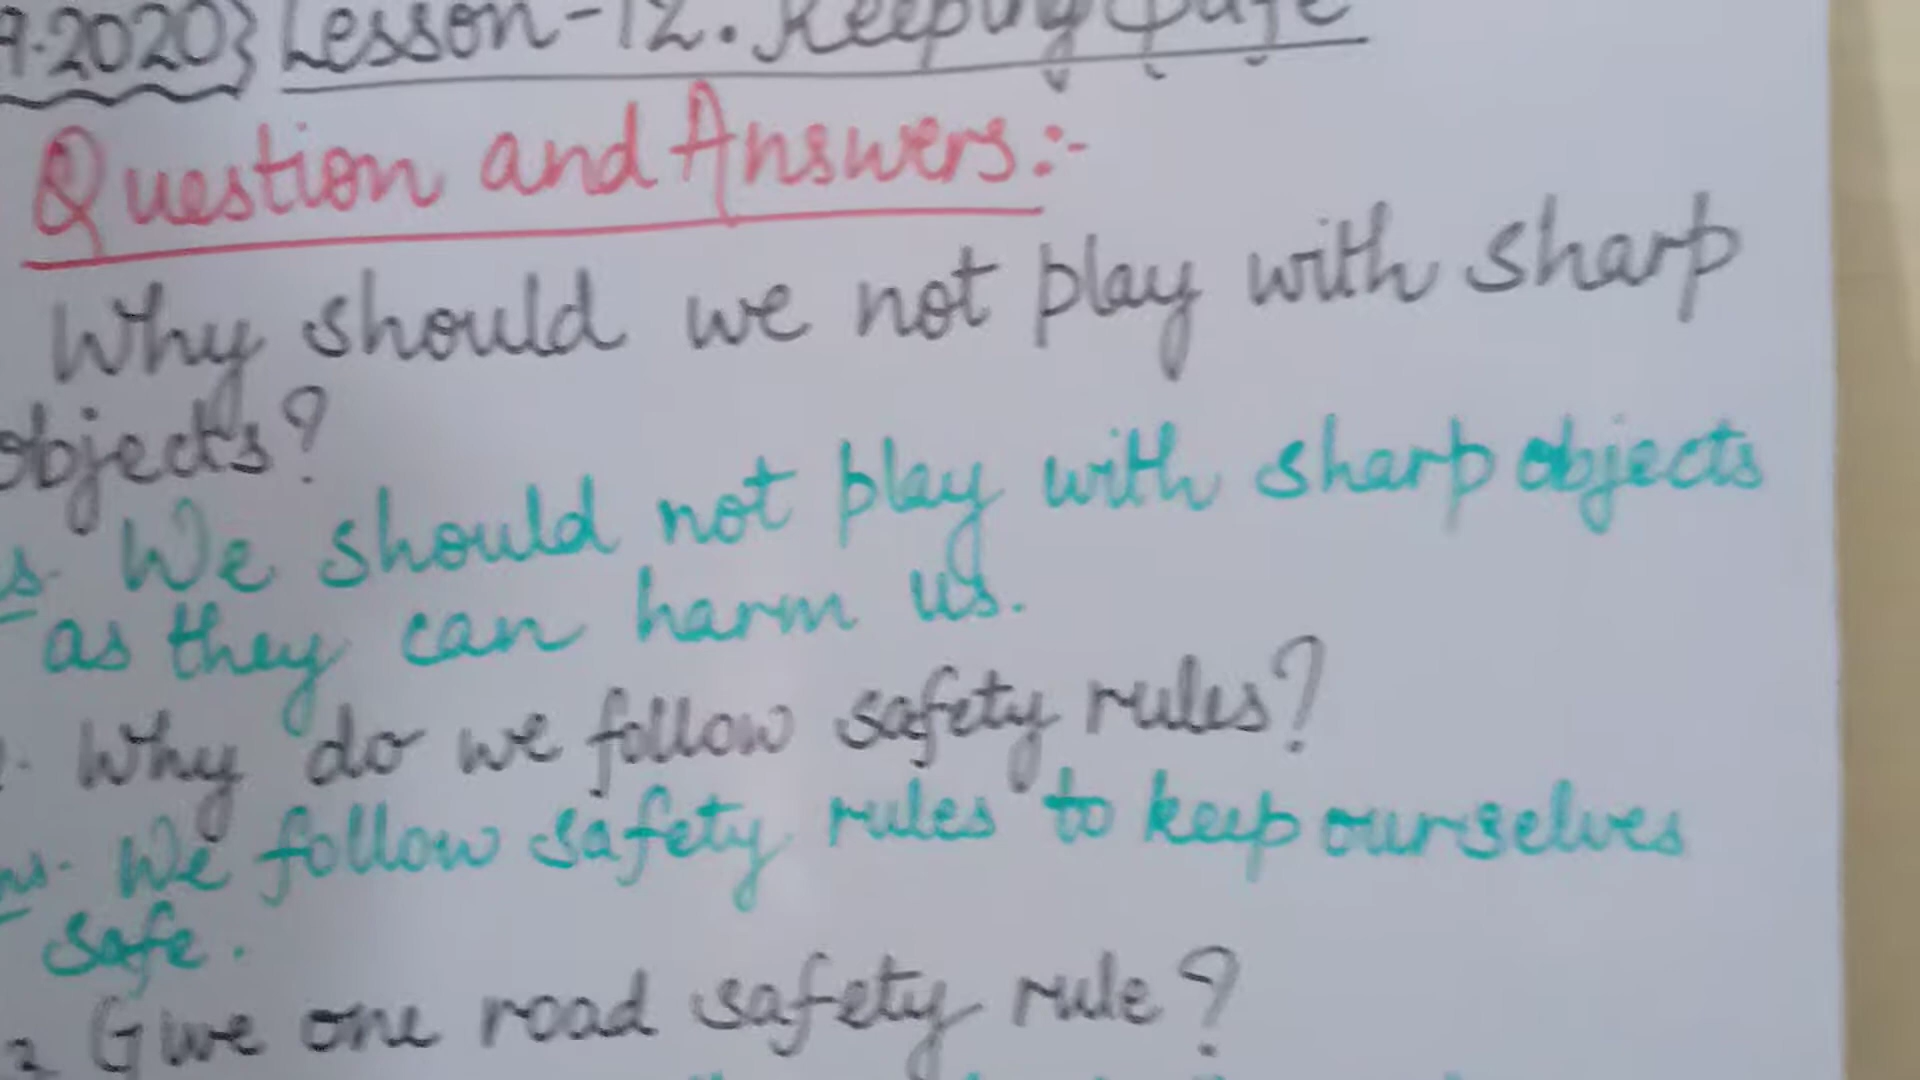 9.2020} Lesson-12. Keeping Safe
Question and Answers:-
Why should we not play with sharp
objects?
s. We should not play with sharp objects
as they can harm us.
. Why do we follow safety rules?
ns. We follow safety rules to keep ourselves
safe.
Give one road safety rule?